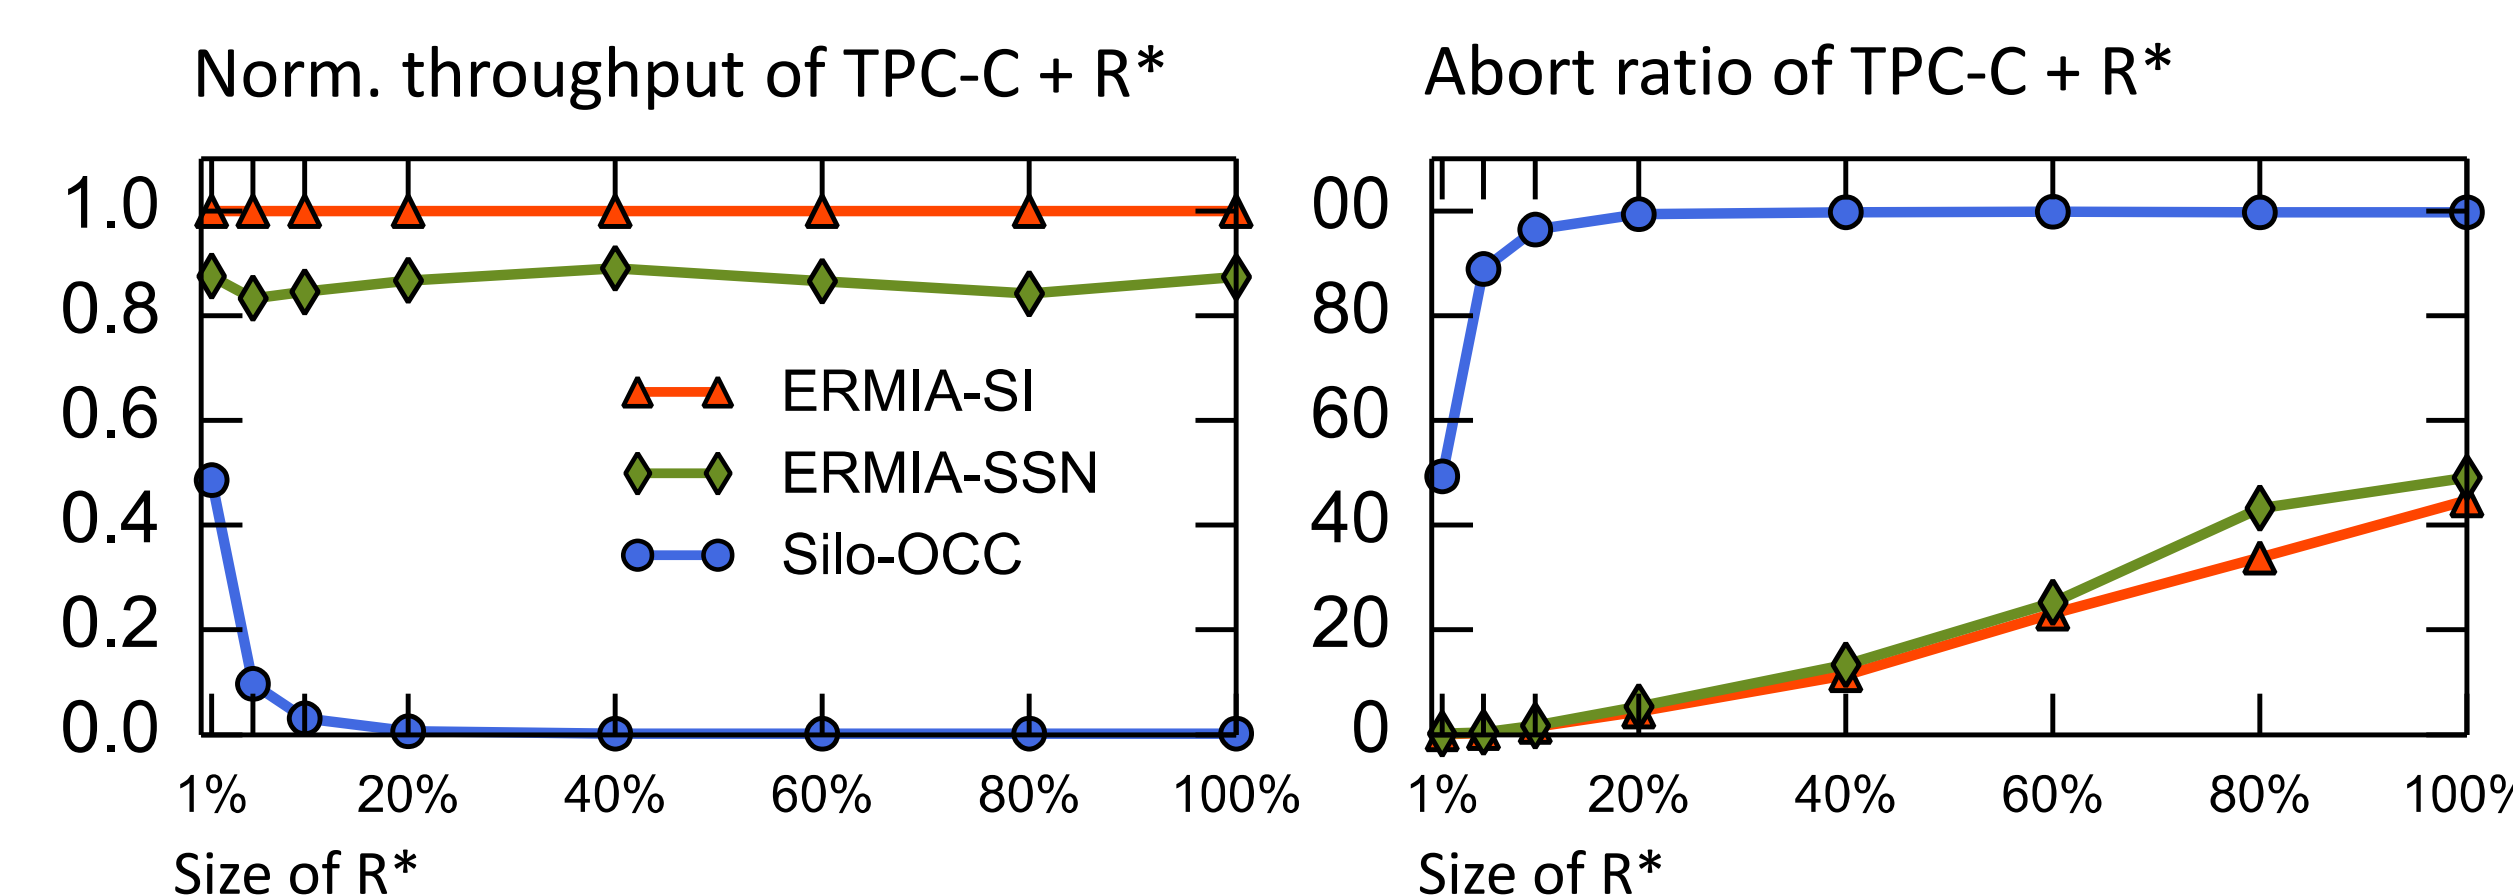 Norm. throughput of TPC-C + R*
1.0
0.8
0.6
0.4
0.2
0.0
ERMIA-SI
ERMIA-SSN
Silo-OCC
1% 20% 40% 60% 80% 100%
Size of R*
Abort ratio of TPC-C + R*
00
80
60
40
20
0
1% 20% 40% 60% 80% 100%
Size of R*